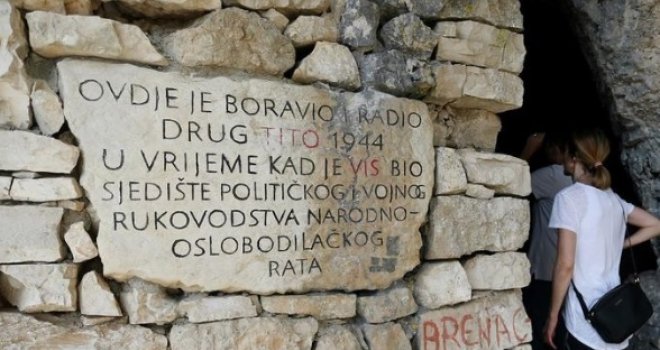 OVDJE JE BORAVIO I RADIO
DRUG TITO 1944
U VRIJEME KAD JE VIS BIO
SJEDIŠTE POLITIČKOG I VOJNOG
RUKOVODSTVA NARODNO-
OSLOBODILAČKOG
RATA
ARENAC